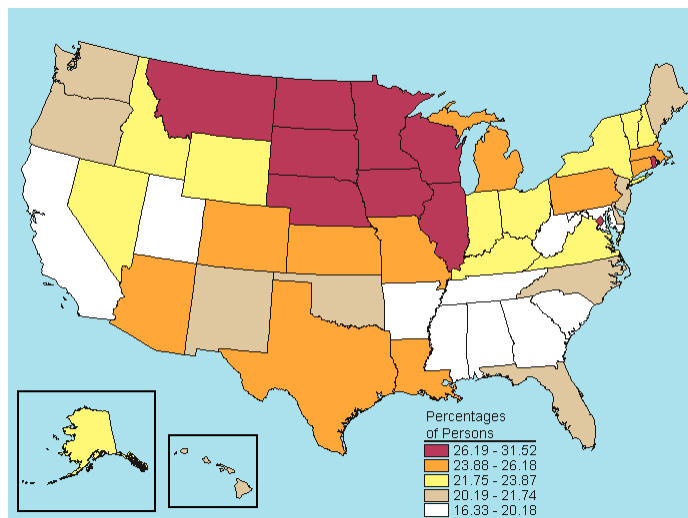 Percentages
of Persons
26.19 - 31.52
23.88 - 26.18
21.75 - 23.87
20.19 - 21.74
16.33 - 20.18